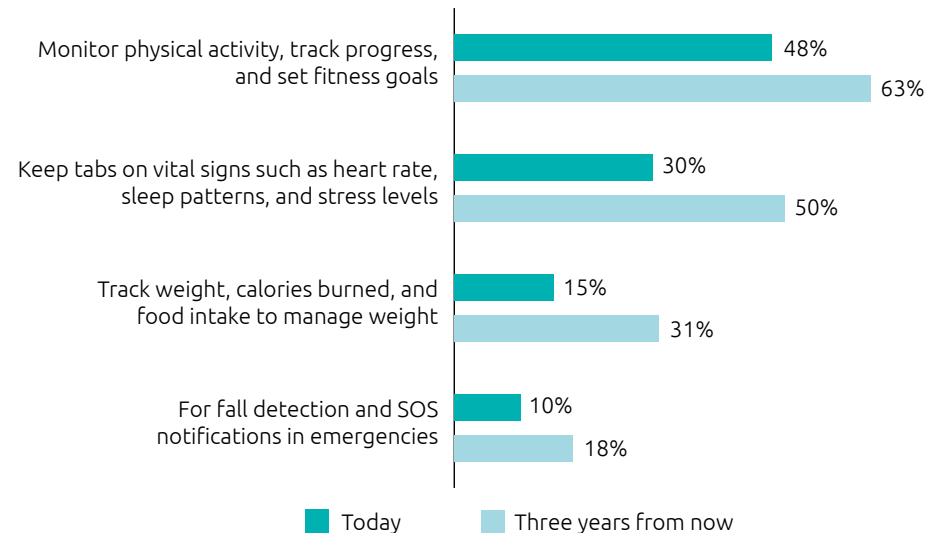 Monitor physical activity, track progress,
and set fitness goals
48%
63%
Keep tabs on vital signs such as heart rate,
sleep patterns, and stress levels
30%
50%
Track weight, calories burned, and
food intake to manage weight
15%
31%
For fall detection and SOS
notifications in emergencies
10%
18%
Today
Three years from now